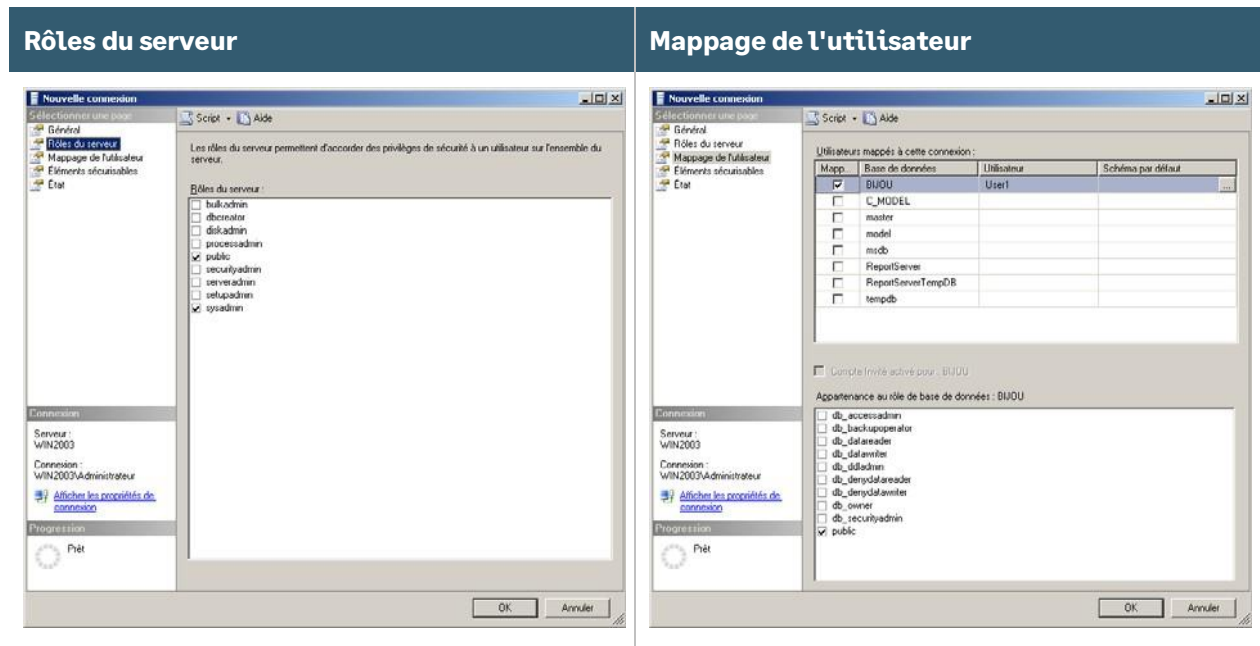 Rôles du serveur
Nouvelle connexion
Sélectionner une page
Général
Rôles du serveur
Mappage de l'utilisateur
Éléments sécurisables
État
Script
Aide
Les rôles du serveur permettent d'accorder des privilèges de sécurité à un utilisateur sur l'ensemble du
serveur.
Rôles du serveur :
bulkadmin
dbcreator
diskadmin
processadmin
public
securityadmin
serveradmin
setupadmin
sysadmin
Connexion
Serveur :
WIN2003
Connexion :
WIN2003\Administrateur
Afficher les propriétés de
connexion
Progression
Prêt
OK Annuler
Mappage de l'utilisateur
Nouvelle connexion
Sélectionner une page
Général
Rôles du serveur
Mappage de l'utilisateur
Éléments sécurisables
État
Script
Aide
Utilisateurs mappés à cette connexion :
Mapp... Base de données Utilisateur Schéma par défaut
BIJOU User1 ...
C_MODEL
master
model
msdb
ReportServer
ReportServerTempDB
tempdb
Compte Invité activé pour : BIJOU
Appartenance au rôle de base de données : BIJOU
db_accessadmin
db_backupoperator
db_datareader
db_datawriter
db_ddladmin
db_denydatareader
db_denydatawriter
db_owner
db_securityadmin
public
Connexion
Serveur :
WIN2003
Connexion :
WIN2003\Administrateur
Afficher les propriétés de
connexion
Progression
Prêt
OK Annuler